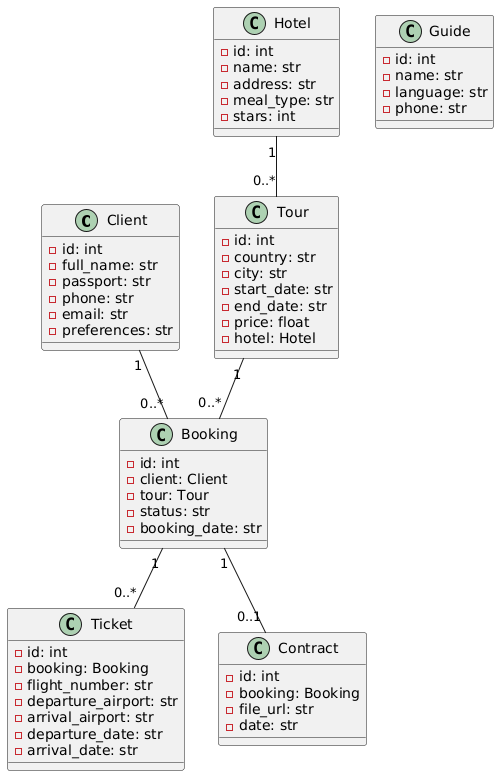 C Hotel
id: int
name: str
address: str
meal_type: str
stars: int
C Guide
id: int
name: str
language: str
phone: str
1
0..*
C Client
id: int
full_name: str
passport: str
phone: str
email: str
preferences: str
C Tour
id: int
country: str
city: str
start_date: str
end_date: str
price: float
hotel: Hotel
1
0..*
1
0..*
C Booking
id: int
client: Client
tour: Tour
status: str
booking_date: str
1
0..*
1
0..1
C Ticket
id: int
booking: Booking
flight_number: str
departure_airport: str
arrival_airport: str
departure_date: str
arrival_date: str
C Contract
id: int
booking: Booking
file_url: str
date: str